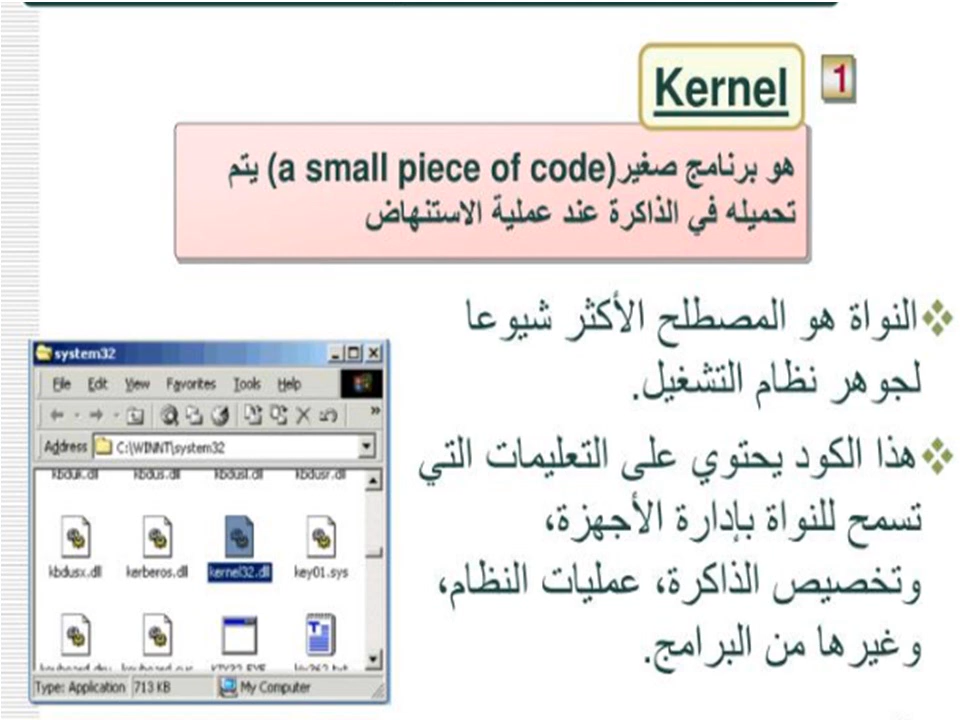 Kernel
1
هو برنامج صغير(a small piece of code) يتم
تحميله في الذاكرة عند عملية الاستنهاض
النواة هو المصطلح الأكثر شيوعا
لجوهر نظام التشغيل.
هذا الكود يحتوي على التعليمات التي
تسمح للنواة بإدارة الأجهزة،
وتخصيص الذاكرة، عمليات النظام،
وغيرها من البرامج.
system32
File Edit View Favorites Tools Help
Address C:\WINNT\system32
kbduk.dll kbdus.dll kbdusl.dll kbdusr.dll
kbdusx.dll kerberos.dll kernel32.dll key01.sys
Type: Application 713 KB My Computer